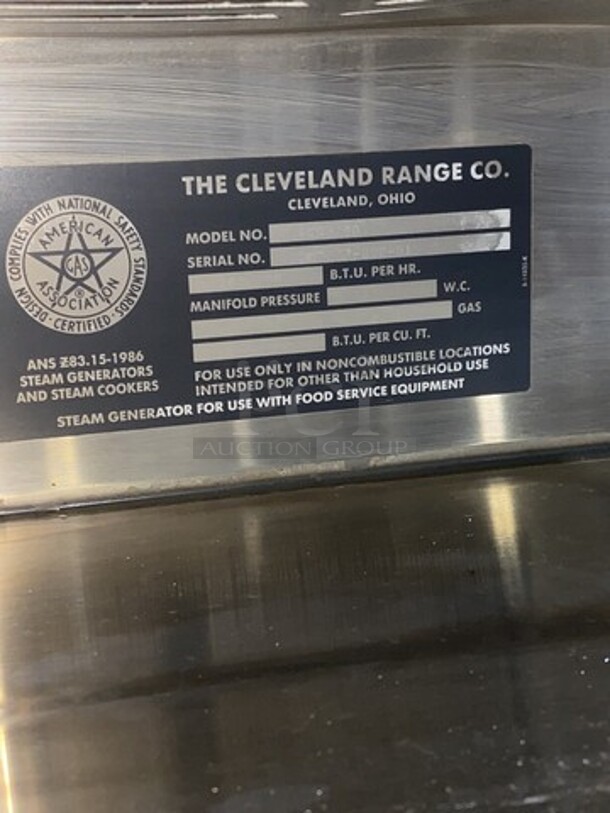 THE CLEVELAND RANGE CO.
CLEVELAND, OHIO
MODEL NO.
SERIAL NO.
B.T.U. PER HR.
MANIFOLD PRESSURE W.C.
GAS
B.T.U. PER CU. FT.
FOR USE ONLY IN NONCOMBUSTIBLE LOCATIONS
INTENDED FOR OTHER THAN HOUSEHOLD USE
STEAM GENERATOR FOR USE WITH FOOD SERVICE EQUIPMENT
DESIGN COMPLIES WITH NATIONAL SAFETY STANDARDS
AMERICAN
GAS
ASSOCIATION
·CERTIFIED·
ANS Z83.15-1986
STEAM GENERATORS
AND STEAM COOKERS
AUCTION GROUP